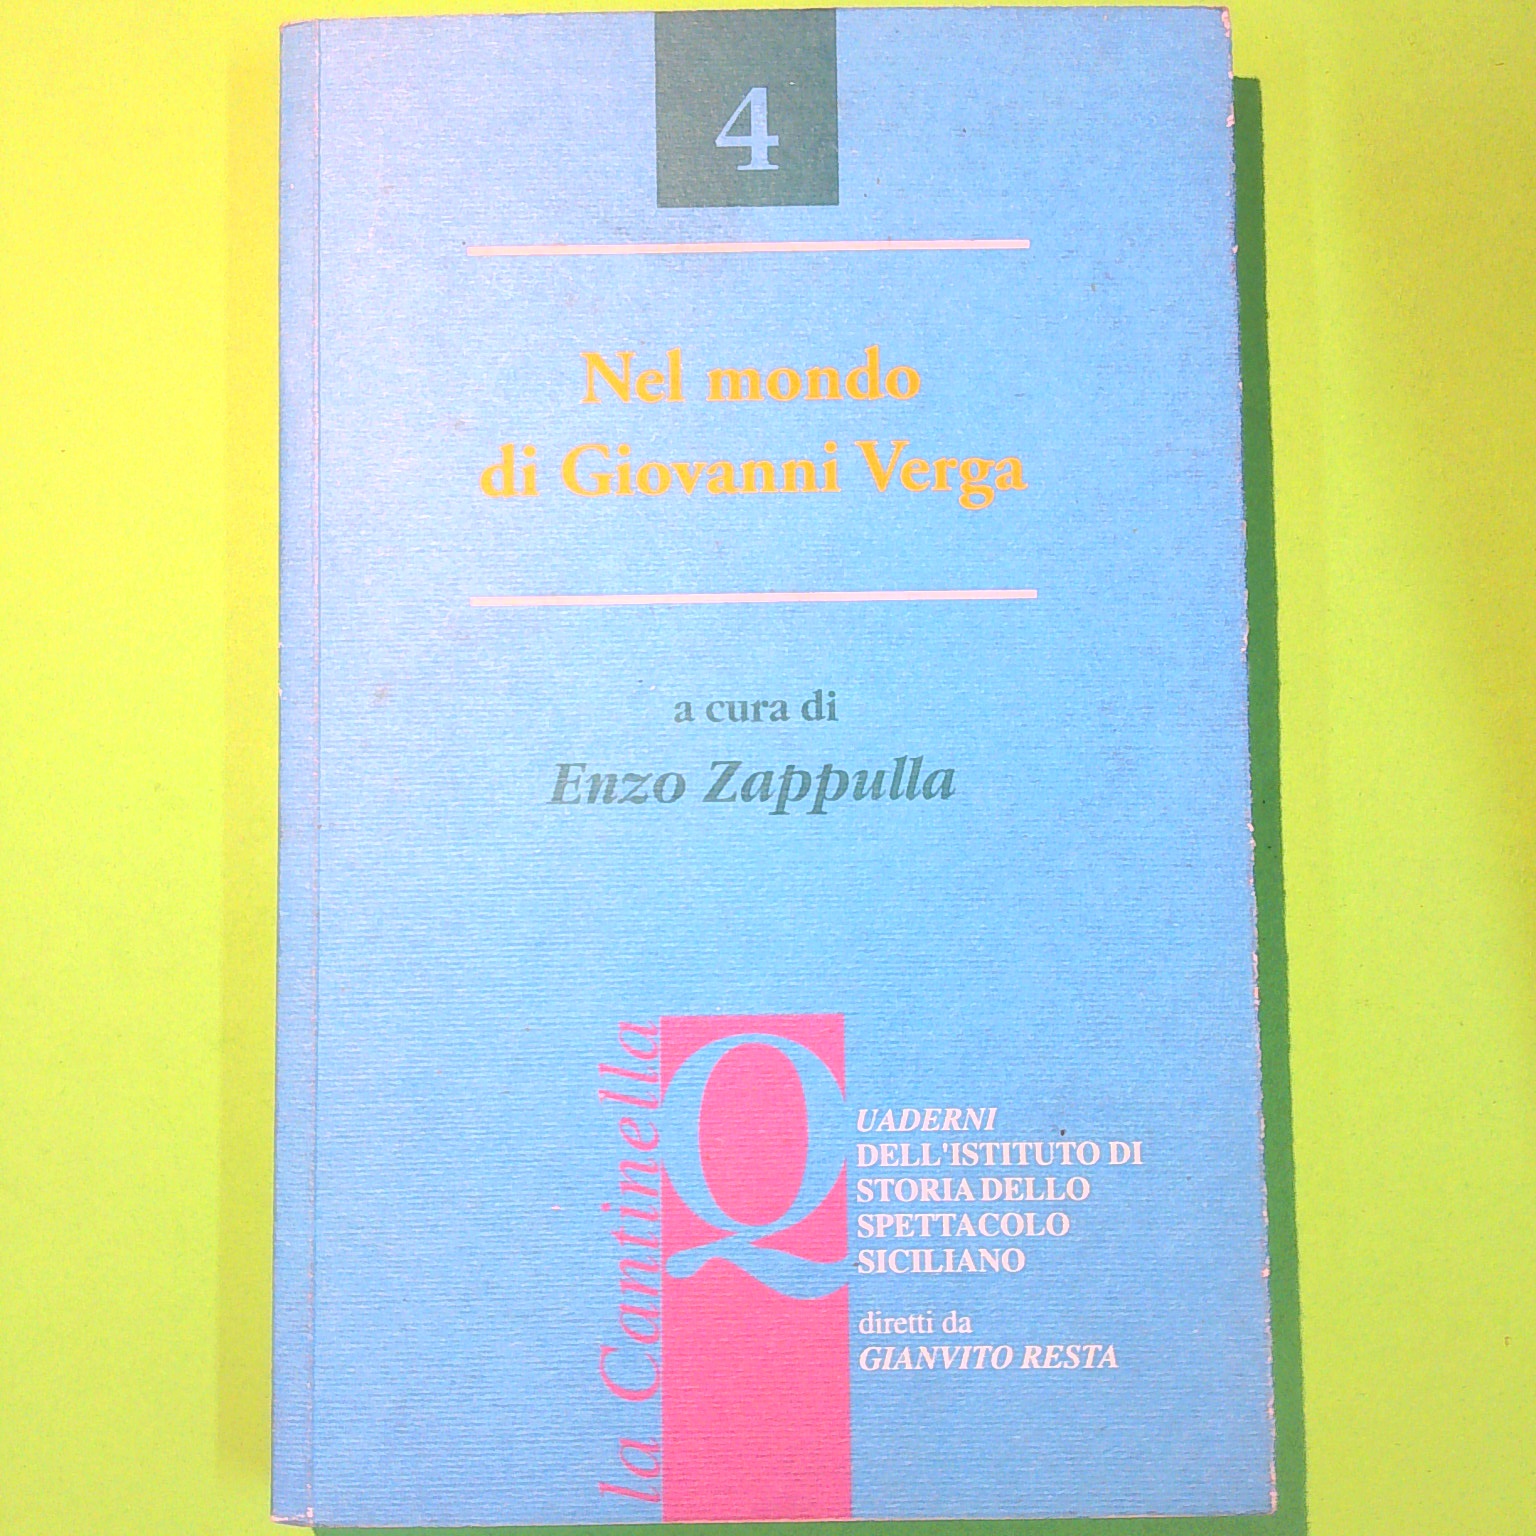 4
Nel mondo
di Giovanni Verga
a cura di
Enzo Zappulla
la Cantinella
QUADERNI
DELL'ISTITUTO DI
STORIA DELLO
SPETTACOLO
SICILIANO
diretti da
GIANVITO RESTA